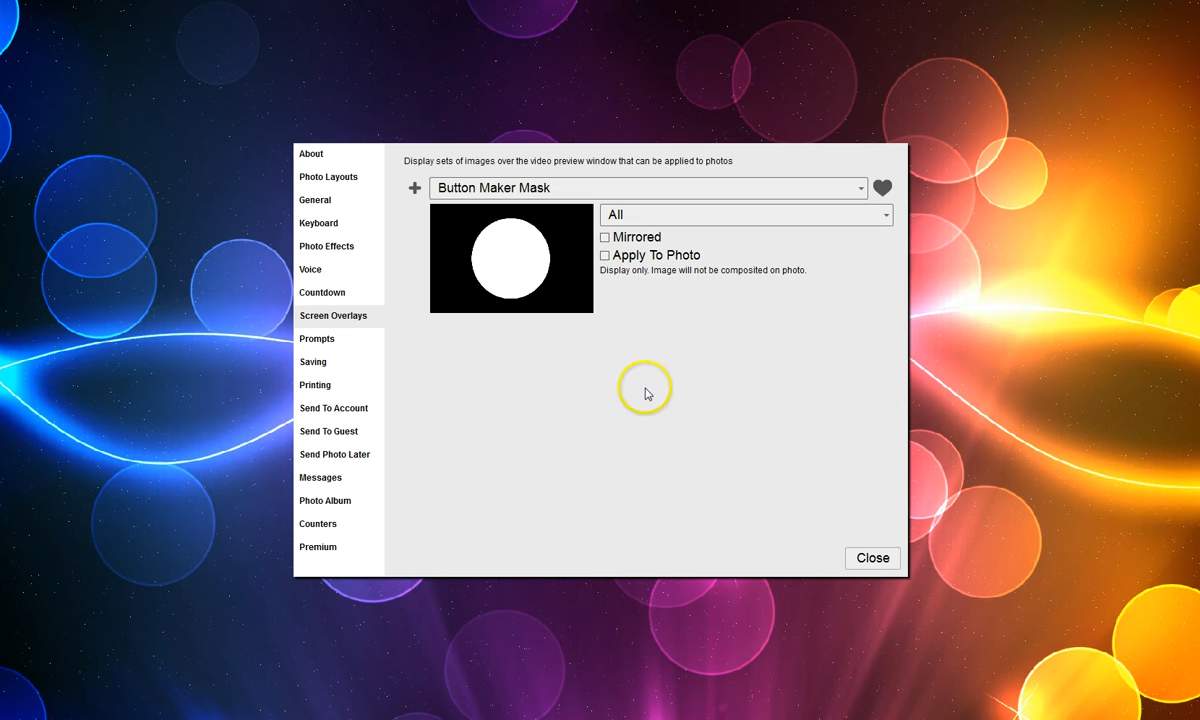 About
Photo Layouts
General
Keyboard
Photo Effects
Voice
Countdown
Screen Overlays
Prompts
Saving
Printing
Send To Account
Send To Guest
Send Photo Later
Messages
Photo Album
Counters
Premium
Display sets of images over the video preview window that can be applied to photos
Button Maker Mask
All
Mirrored
Apply To Photo
Display only. Image will not be composited on photo.
Close